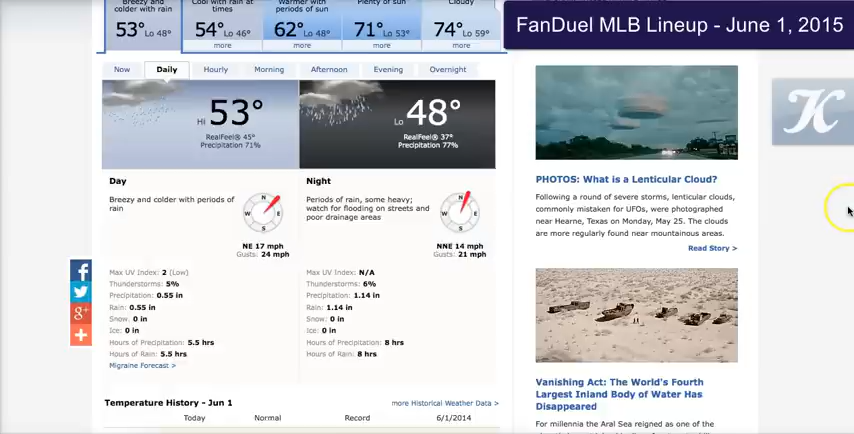 FanDuel MLB Lineup - June 1, 2015
Breezy and
colder with rain
53° Lo 48°
Cool with rain at
times
54° Lo 46°
more
Warmer with
periods of sun
62° Lo 48°
more
Plenty of sun
71° Lo 53°
more
Cloudy
74° Lo 59°
more
Now
Daily
Hourly
Morning
Afternoon
Evening
Overnight
HI 53°
RealFeel® 45°
Precipitation 71%
Lo 48°
RealFeel® 37°
Precipitation 77%
Day
Breezy and colder with periods of
rain
N
W E
S
NE 17 mph
Gusts: 24 mph
Night
Periods of rain, some heavy;
watch for flooding on streets and
poor drainage areas
N
W E
S
NNE 14 mph
Gusts: 21 mph
Max UV Index: 2 (Low)
Thunderstorms: 5%
Precipitation: 0.55 in
Rain: 0.55 in
Snow: 0 in
Ice: 0 in
Hours of Precipitation: 5.5 hrs
Hours of Rain: 5.5 hrs
Migraine Forecast >
Max UV Index: N/A
Thunderstorms: 6%
Precipitation: 1.14 in
Rain: 1.14 in
Snow: 0 in
Ice: 0 in
Hours of Precipitation: 8 hrs
Hours of Rain: 8 hrs
Temperature History - Jun 1
more Historical Weather Data >
Today Normal Record 6/1/2014
PHOTOS: What is a Lenticular Cloud?
Following a round of severe storms, lenticular clouds,
commonly mistaken for UFOs, were photographed
near Hearne, Texas on Monday, May 25. The clouds
are more regularly found near mountainous areas.
Read Story >
Vanishing Act: The World's Fourth
Largest Inland Body of Water Has
Disappeared
For millennia the Aral Sea reigned as one of the
K
f
g+